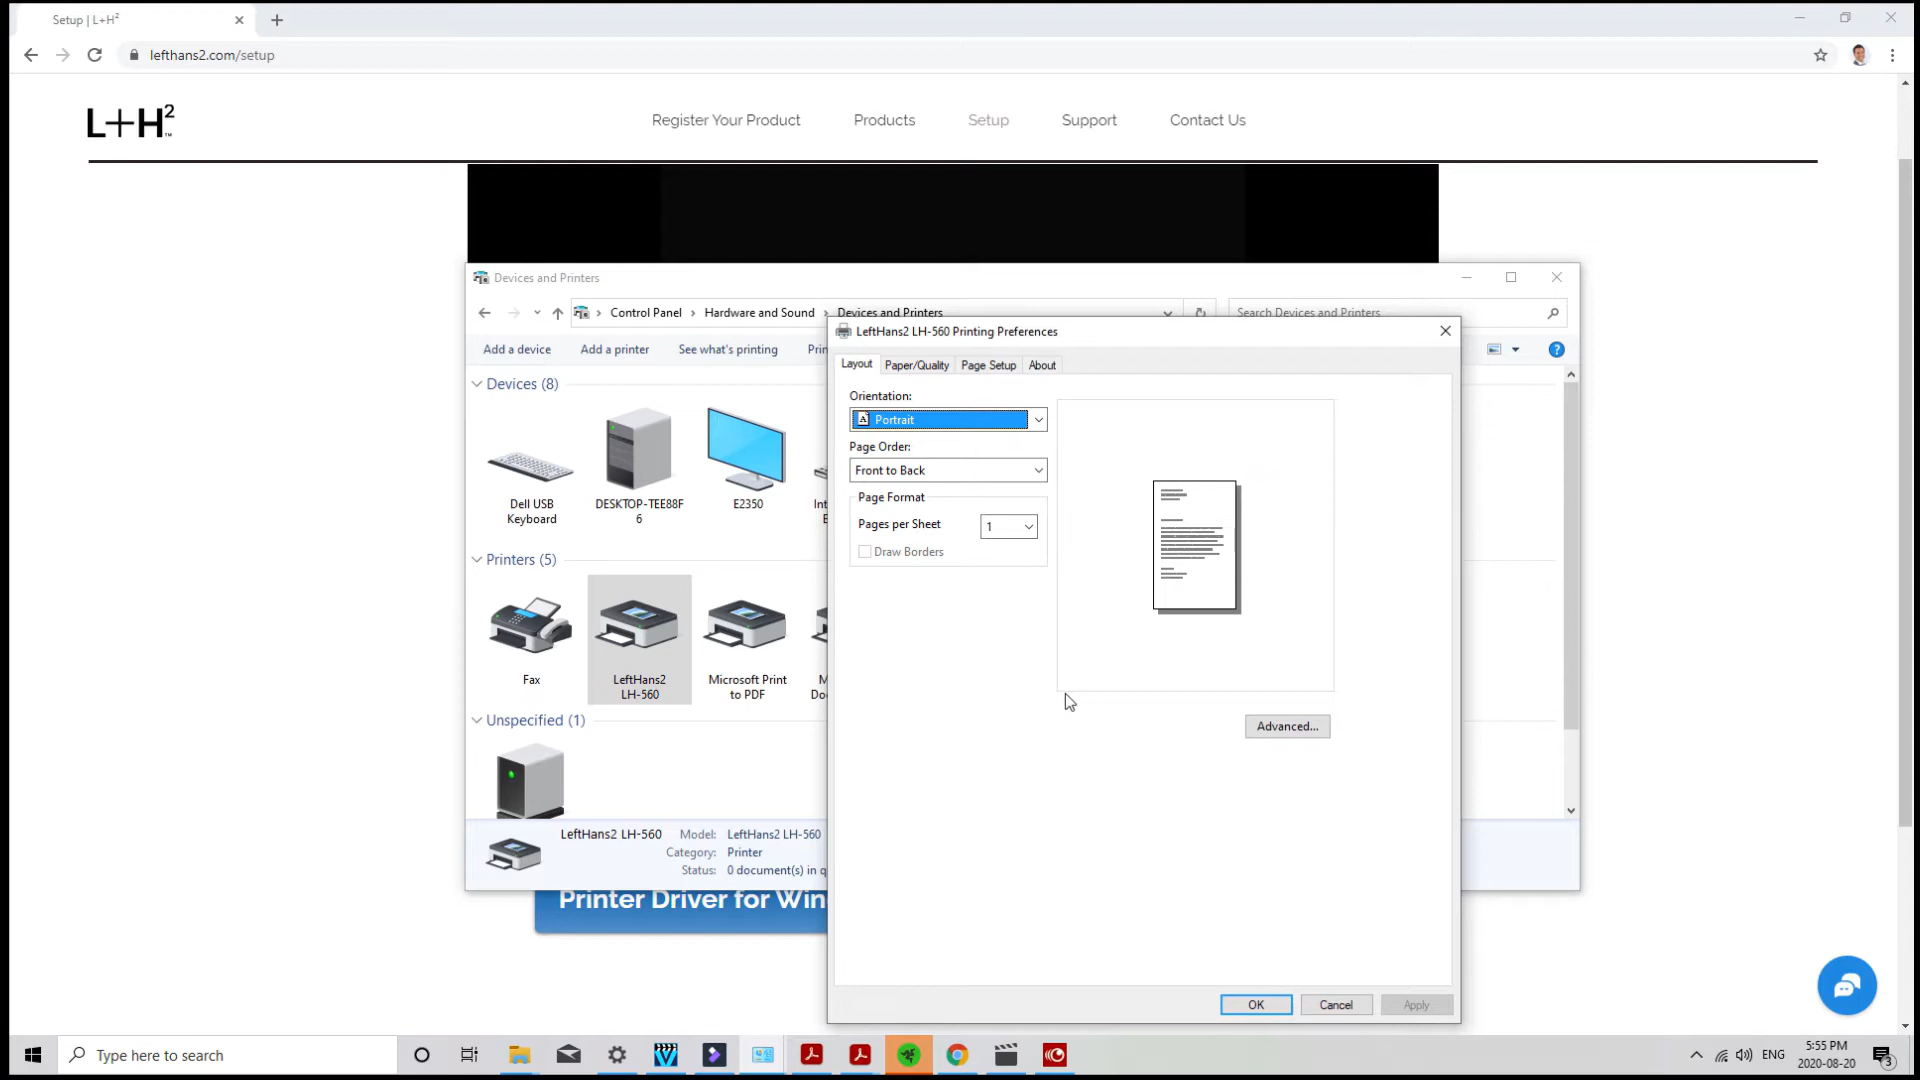 Setup | L+H²
lefthans2.com/setup
L+H²™
Register Your Product
Products
Setup
Support
Contact Us
Devices and Printers
Control Panel
Hardware and Sound
Devices and Printers
Search Devices and Printers
Add a device
Add a printer
See what's printing
Prin
Devices (8)
Dell USB
Keyboard
DESKTOP-TEE88F
6
E2350
Int
Printers (5)
Fax
LeftHans2
LH-560
Microsoft Print
to PDF
M
Doc
Unspecified (1)
LeftHans2 LH-560
Model: LeftHans2 LH-560
Category: Printer
Status: 0 document(s) in q
Printer Driver for Win
LeftHans2 LH-560 Printing Preferences
Layout
Paper/Quality
Page Setup
About
Orientation:
A Portrait
Page Order:
Front to Back
Page Format
Pages per Sheet
1
Draw Borders
Advanced...
OK
Cancel
Apply
Type here to search
ENG
5:55 PM
2020-08-20
3